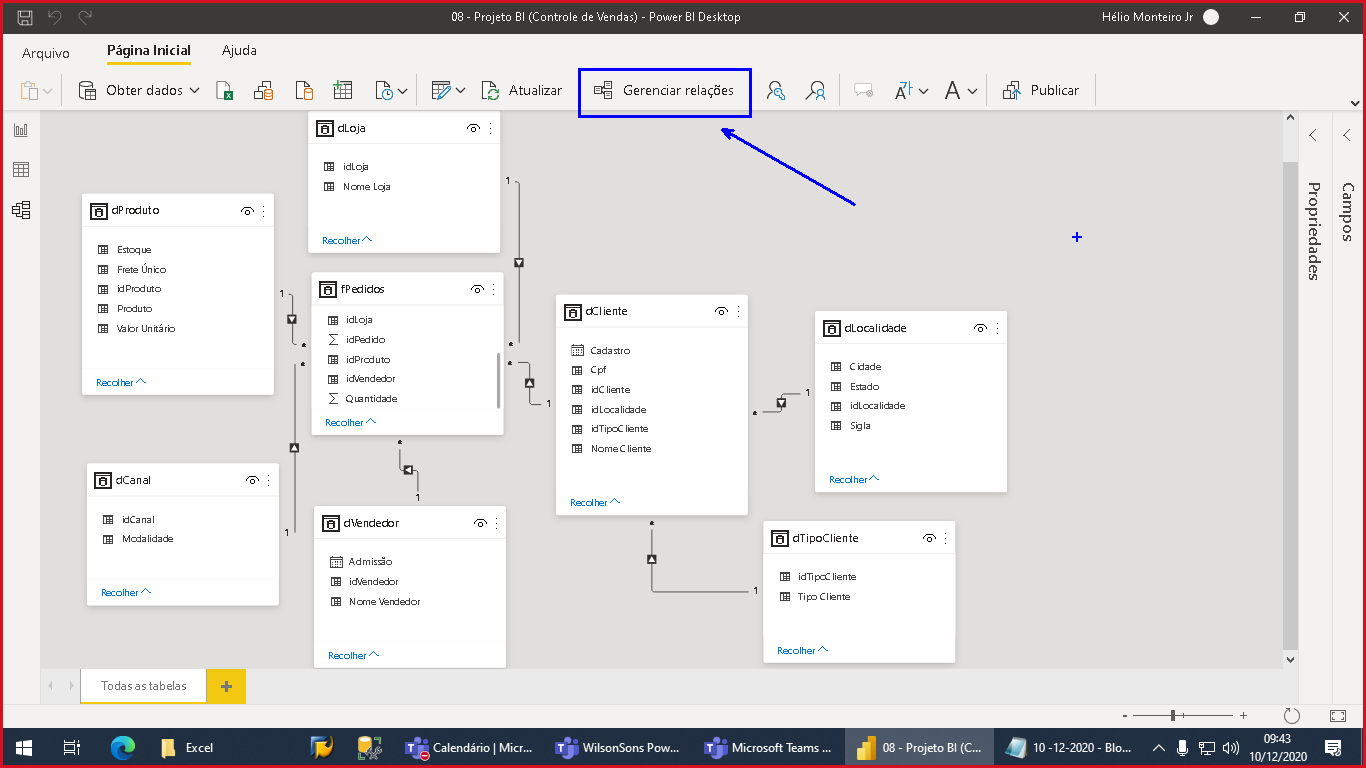 08 - Projeto BI (Controle de Vendas) - Power BI Desktop
Hélio Monteiro Jr
Arquivo
Página Inicial
Ajuda
Obter dados
Atualizar
Gerenciar relações
Publicar
dLoja
idLoja
Nome Loja
Recolher
dProduto
Estoque
Frete Único
idProduto
Produto
Valor Unitário
Recolher
fPedidos
idLoja
idPedido
idProduto
idVendedor
Quantidade
Recolher
dCliente
Cadastro
Cpf
idCliente
idLocalidade
idTipoCliente
Nome Cliente
Recolher
dLocalidade
Cidade
Estado
idLocalidade
Sigla
Recolher
dCanal
idCanal
Modalidade
Recolher
dVendedor
Admissão
idVendedor
Nome Vendedor
Recolher
dTipoCliente
idTipoCliente
Tipo Cliente
Recolher
1
*
1
*
*
1
*
1
*
1
*
1
*
1
Propriedades
Campos
Todas as tabelas
Excel
Calendário | Micr...
WilsonSons Pow...
Microsoft Teams ...
08 - Projeto BI (C...
10 -12-2020 - Blo...
09:43
10/12/2020